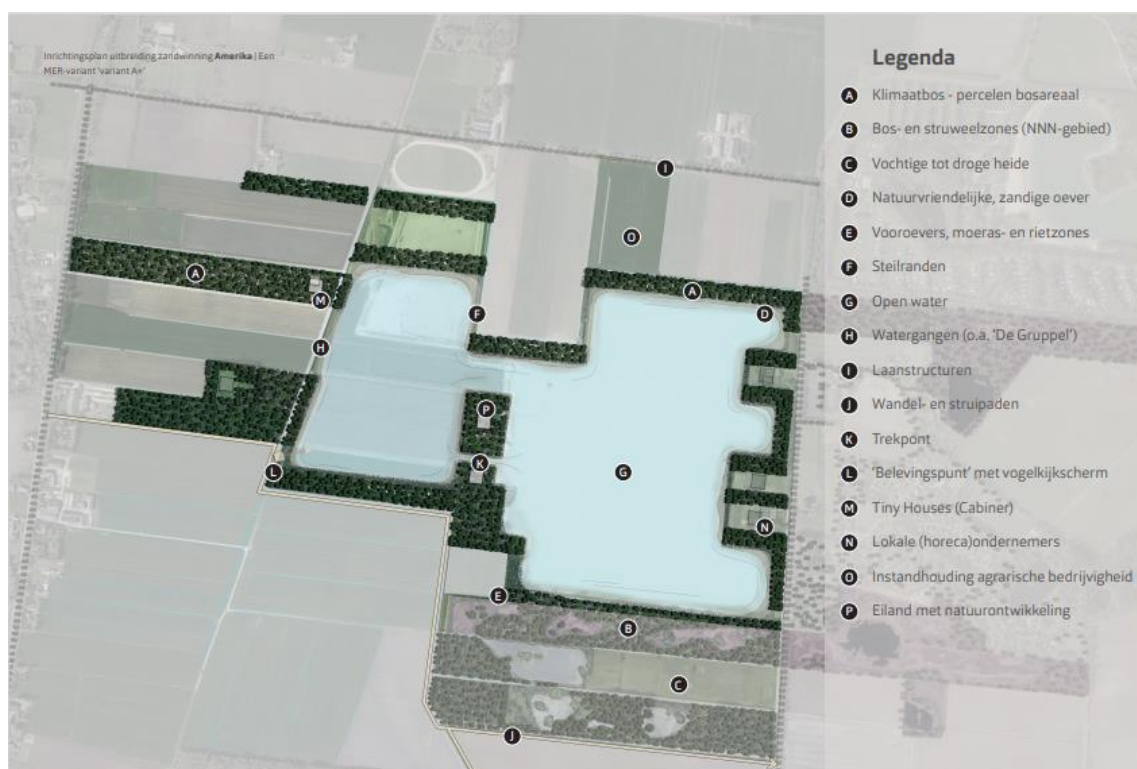 Inrichtingsplan uitbreiding zandwinning Amerika | Een
MER-variant 'variant A+'
Legenda
A Klimaatbos - percelen bosareaal
B Bos- en struweelzones (NNN-gebied)
C Vochtige tot droge heide
D Natuurvriendelijke, zandige oever
E Vooroevers, moeras- en rietzones
F Steilranden
G Open water
H Watergangen (o.a. 'De Gruppel')
I Laanstructuren
J Wandel- en struipaden
K Trekpont
L 'Belevingspunt' met vogelkijkscherm
M Tiny Houses (Cabiner)
N Lokale (horeca)ondernemers
O Instandhouding agrarische bedrijvigheid
P Eiland met natuurontwikkeling
I
O
A
M
A
D
F
H
P
K
L
G
N
E
B
C
J